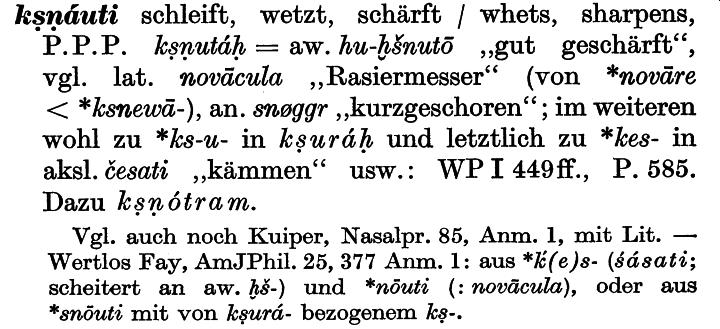 kṣṇáuti schleift, wetzt, schärft / whets, sharpens,
P.P.P. kṣṇutáḥ = aw. hu-ḫšnutō „gut geschärft“,
vgl. lat. novācula „Rasiermesser“ (von *novāre
< *ksnewā-), an. snøggr „kurzgeschoren“; im weiteren
wohl zu *ks-u- in kṣuráḥ und letztlich zu *kes- in
aksl. česati „kämmen“ usw.: WP I 449ff., P. 585.
Dazu kṣṇótram.
Vgl. auch noch Kuiper, Nasalpr. 85, Anm. 1, mit Lit. —
Wertlos Fay, AmJPhil. 25, 377 Anm. 1: aus *ḱ(e)s- (śásati;
scheitert an aw. ḫš-) und *nōuti (: novācula), oder aus
*snōuti mit von kṣurá- bezogenem kṣ-.